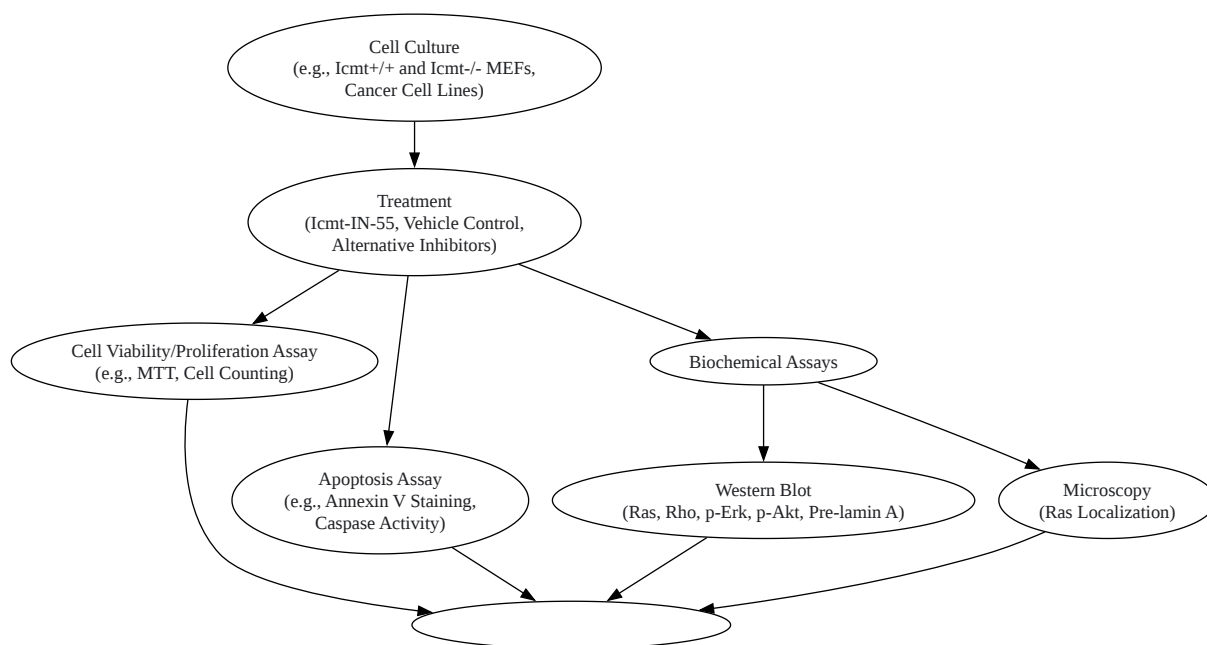 Cell Culture
(e.g., Icmt+/+ and Icmt-/- MEFs,
Cancer Cell Lines)
Treatment
(Icmt-IN-55, Vehicle Control,
Alternative Inhibitors)
Cell Viability/Proliferation Assay
(e.g., MTT, Cell Counting)
Biochemical Assays
Apoptosis Assay
(e.g., Annexin V Staining,
Caspase Activity)
Western Blot
(Ras, Rho, p-Erk, p-Akt, Pre-lamin A)
Microscopy
(Ras Localization)